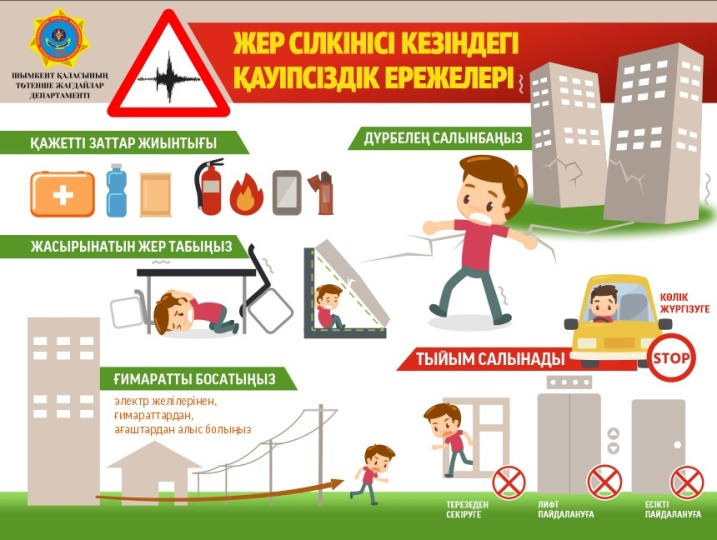 ШЫМКЕНТ ҚАЛАСЫНЫҢ
ТӨТЕНШЕ ЖАҒДАЙЛАР
ДЕПАРТАМЕНТІ
ЖЕР СІЛКІНІСІ КЕЗІНДЕГІ
ҚАУІПСІЗДІК ЕРЕЖЕЛЕРІ
ҚАЖЕТТІ ЗАТТАР ЖИЫНТЫҒЫ
ДҮРБЕЛЕҢ САЛЫНБАҢЫЗ
ЖАСЫРЫНАТЫН ЖЕР ТАБЫҢЫЗ
КӨЛІК
ЖҮРГІЗУГЕ
STOP
ТЫЙЫМ САЛЫНАДЫ
ҒИМАРАТТЫ БОСАТЫҢЫЗ
электр желілерінен,
ғимараттардан,
ағаштардан алыс болыңыз
ТЕРЕЗЕДЕН
СЕКІРУГЕ
ЛИФТ
ПАЙДАЛАНУҒА
ЕСІКТІ
ПАЙДАЛАНУҒА